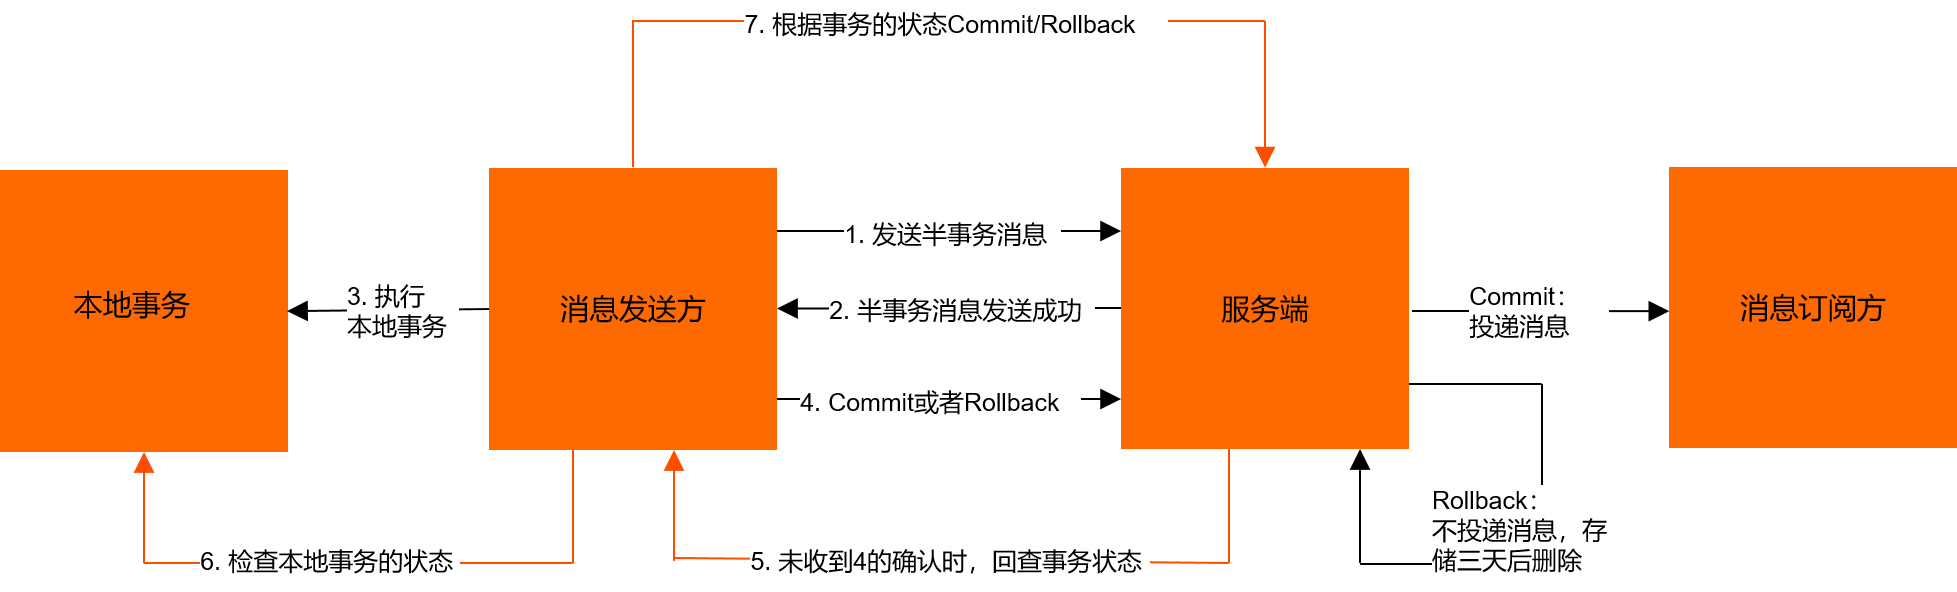 7. 根据事务的状态Commit/Rollback
1. 发送半事务消息
本地事务
3. 执行
本地事务
消息发送方
2. 半事务消息发送成功
服务端
Commit：
投递消息
消息订阅方
4. Commit或者Rollback
Rollback：
不投递消息，存
储三天后删除
6. 检查本地事务的状态
5. 未收到4的确认时，回查事务状态